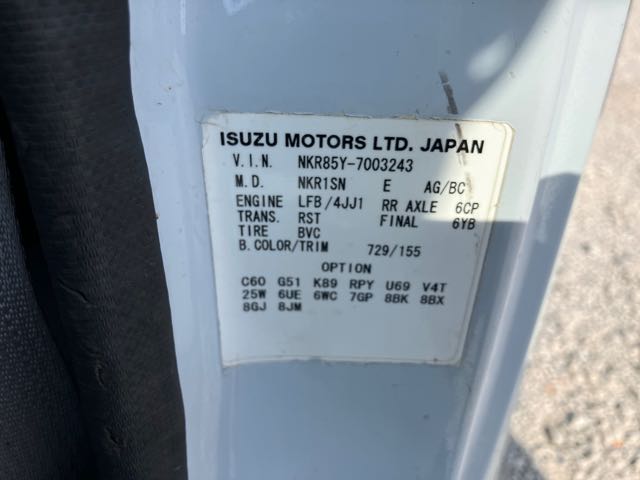 ISUZU MOTORS LTD. JAPAN
V.I.N. NKR85Y-7003243
M.D. NKR1SN E AG/BC
ENGINE LFB/4JJ1 RR AXLE 6CP
TRANS. RST FINAL 6YB
TIRE BVC
B.COLOR/TRIM 729/155
OPTION
C60 G51 K89 RPY U69 V4T
25W 6UE 6WC 7GP 8BK 8BX
8GJ 8JM